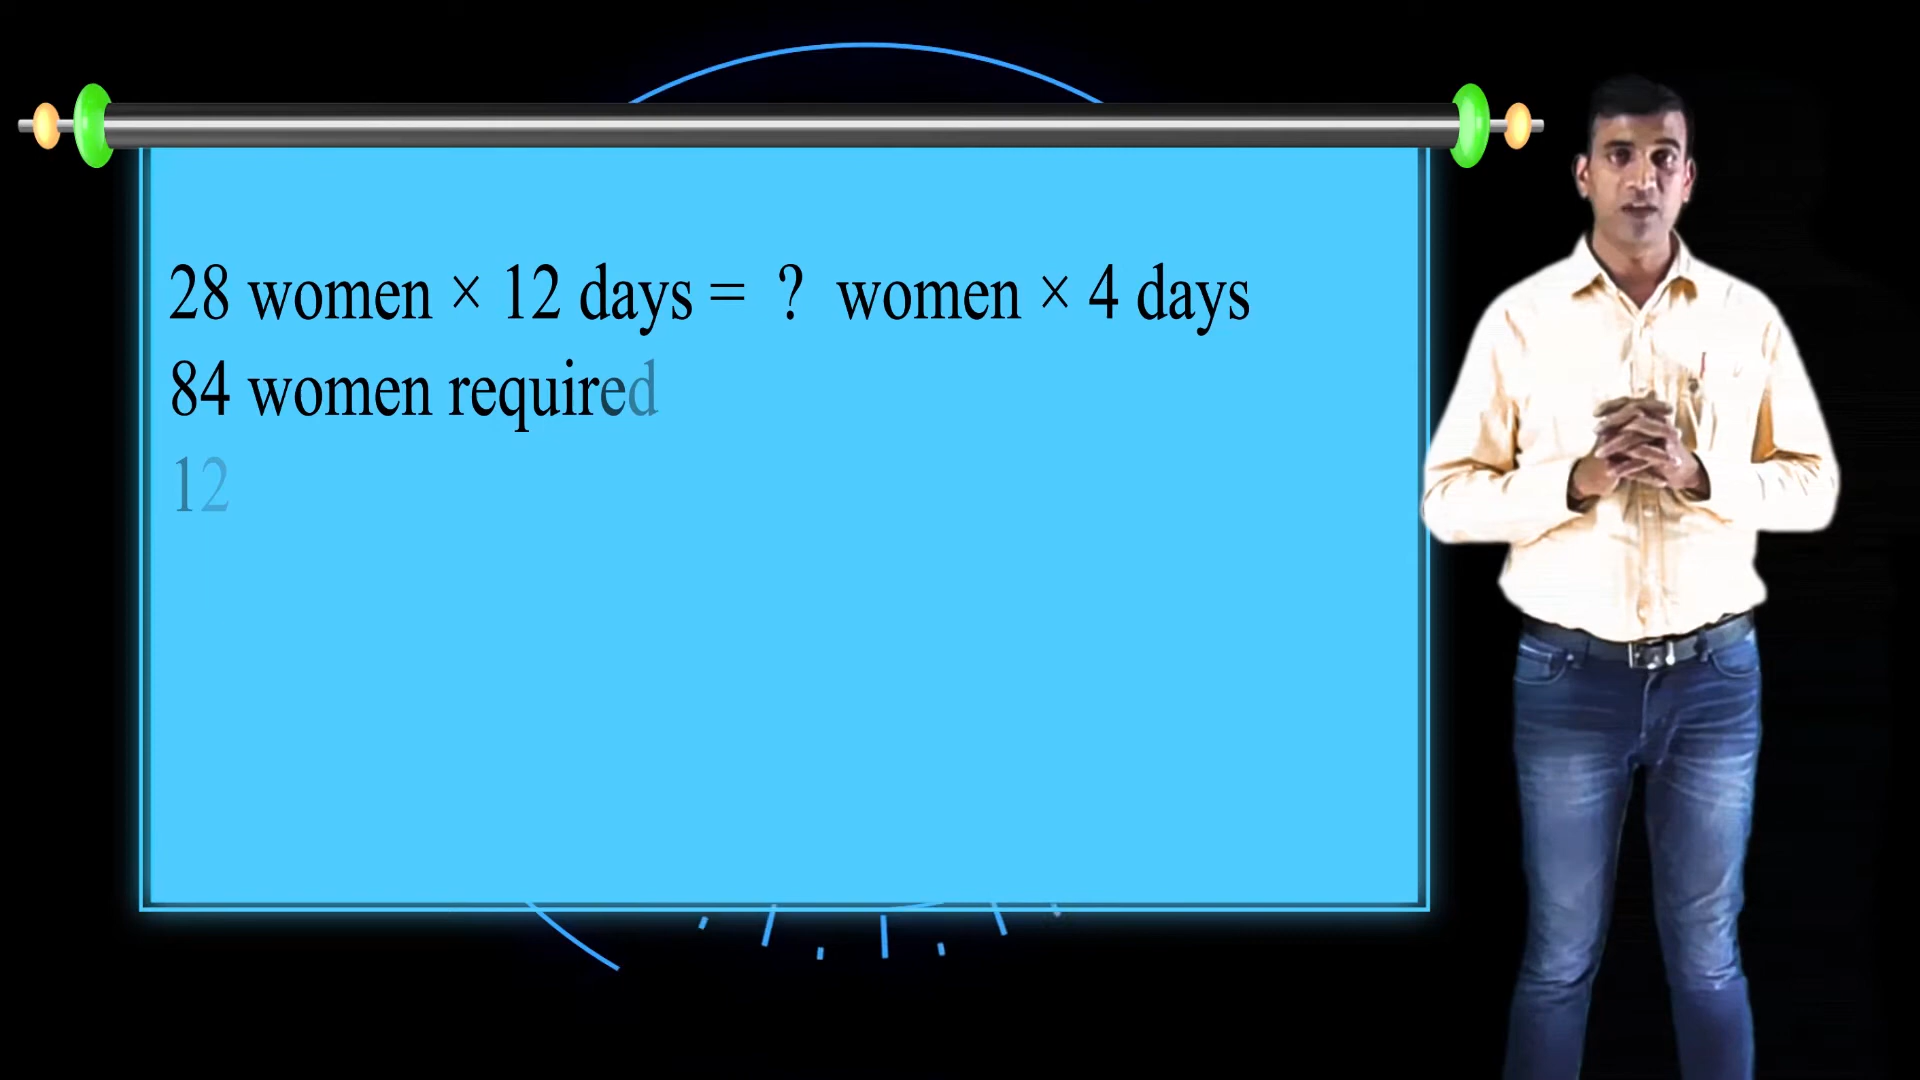 28 women × 12 days = ? women × 4 days
84 women required
12